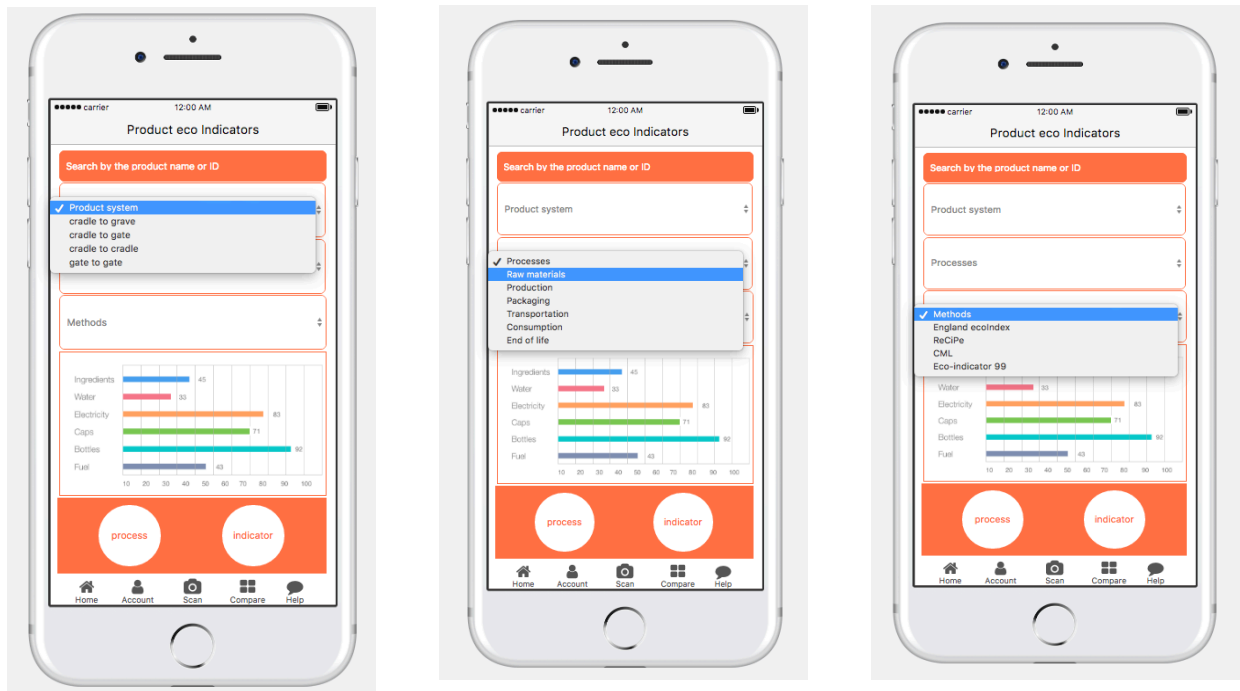 carrier 12:00 AM
Product eco Indicators
Search by the product name or ID
✓ Product system
cradle to grave
cradle to gate
cradle to cradle
gate to gate
Methods
Ingredients 45
Water 33
Electricity 83
Caps 71
Bottles 92
Fuel 43
10 20 30 40 50 60 70 80 90 100
process indicator
Home Account Scan Compare Help
carrier 12:00 AM
Product eco Indicators
Search by the product name or ID
Product system
✓ Processes
Raw materials
Production
Packaging
Transportation
Consumption
End of life
Ingredients 45
Water 33
Electricity 83
Caps 71
Bottles 92
Fuel 43
10 20 30 40 50 60 70 80 90 100
process indicator
Home Account Scan Compare Help
carrier 12:00 AM
Product eco Indicators
Search by the product name or ID
Product system
Processes
✓ Methods
England ecoIndex
ReCiPe
CML
Eco-indicator 99
Water 33
Electricity 83
Caps 71
Bottles 92
Fuel 43
10 20 30 40 50 60 70 80 90 100
process indicator
Home Account Scan Compare Help